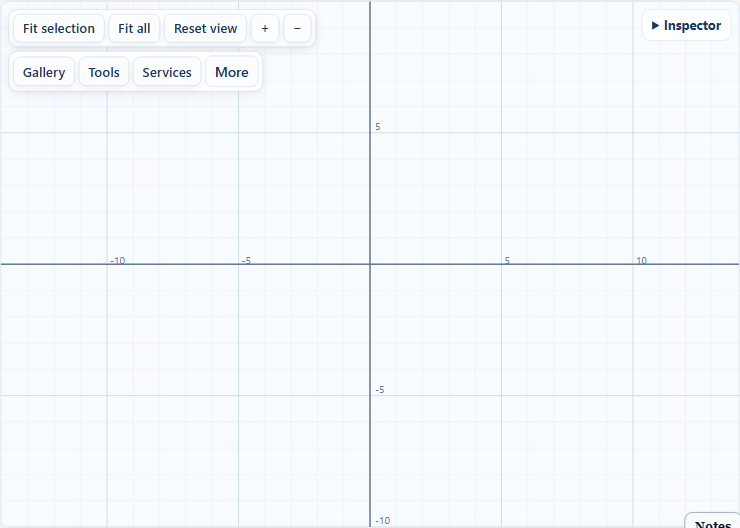 Fit selection Fit all Reset view + −
▶ Inspector
Gallery Tools Services More
5
-10 -5 5 10
-5
-10
Notes